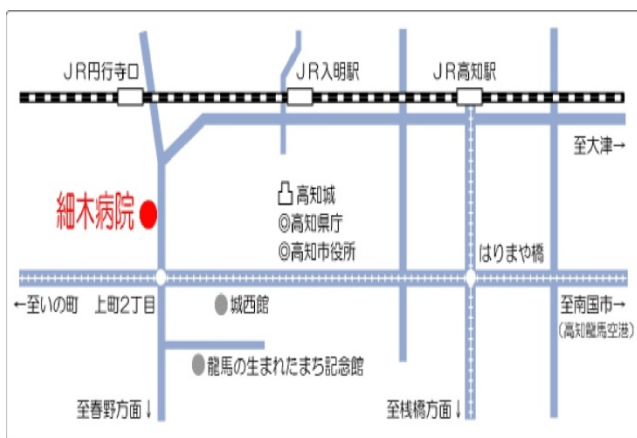 JR円行寺口
JR入明駅
JR高知駅
至大津→
細木病院
高知城
◎高知県庁
◎高知市役所
はりまや橋
←至いの町
上町2丁目
城西館
至南国市→
(高知龍馬空港)
龍馬の生まれたまち記念館
至春野方面↓
至桟橋方面↓